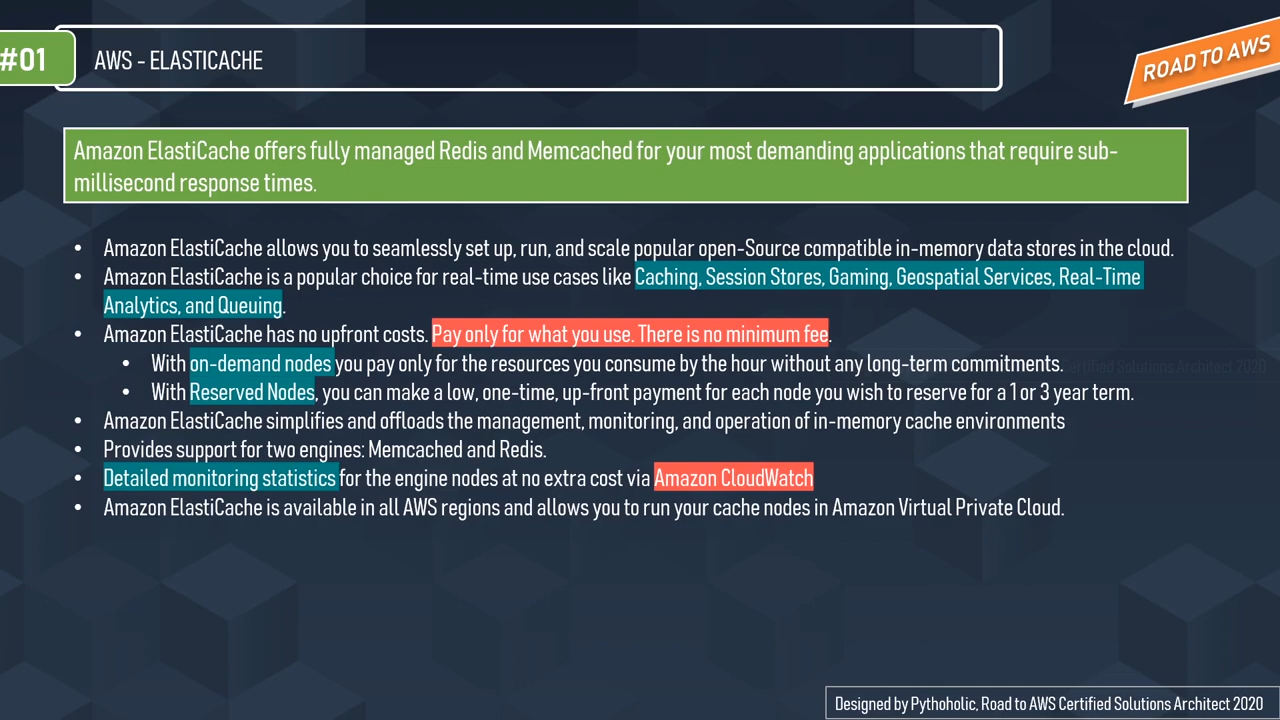 #01
AWS - ELASTICACHE
ROAD TO AWS
Amazon ElastiCache offers fully managed Redis and Memcached for your most demanding applications that require sub-
millisecond response times.
• Amazon ElastiCache allows you to seamlessly set up, run, and scale popular open-Source compatible in-memory data stores in the cloud.
• Amazon ElastiCache is a popular choice for real-time use cases like Caching, Session Stores, Gaming, Geospatial Services, Real-Time
Analytics, and Queuing.
• Amazon ElastiCache has no upfront costs. Pay only for what you use. There is no minimum fee.
• With on-demand nodes you pay only for the resources you consume by the hour without any long-term commitments.
• With Reserved Nodes, you can make a low, one-time, up-front payment for each node you wish to reserve for a 1 or 3 year term.
• Amazon ElastiCache simplifies and offloads the management, monitoring, and operation of in-memory cache environments
• Provides support for two engines: Memcached and Redis.
• Detailed monitoring statistics for the engine nodes at no extra cost via Amazon CloudWatch
• Amazon ElastiCache is available in all AWS regions and allows you to run your cache nodes in Amazon Virtual Private Cloud.
Certified Solutions Architect 2020
Designed by Pythoholic, Road to AWS Certified Solutions Architect 2020